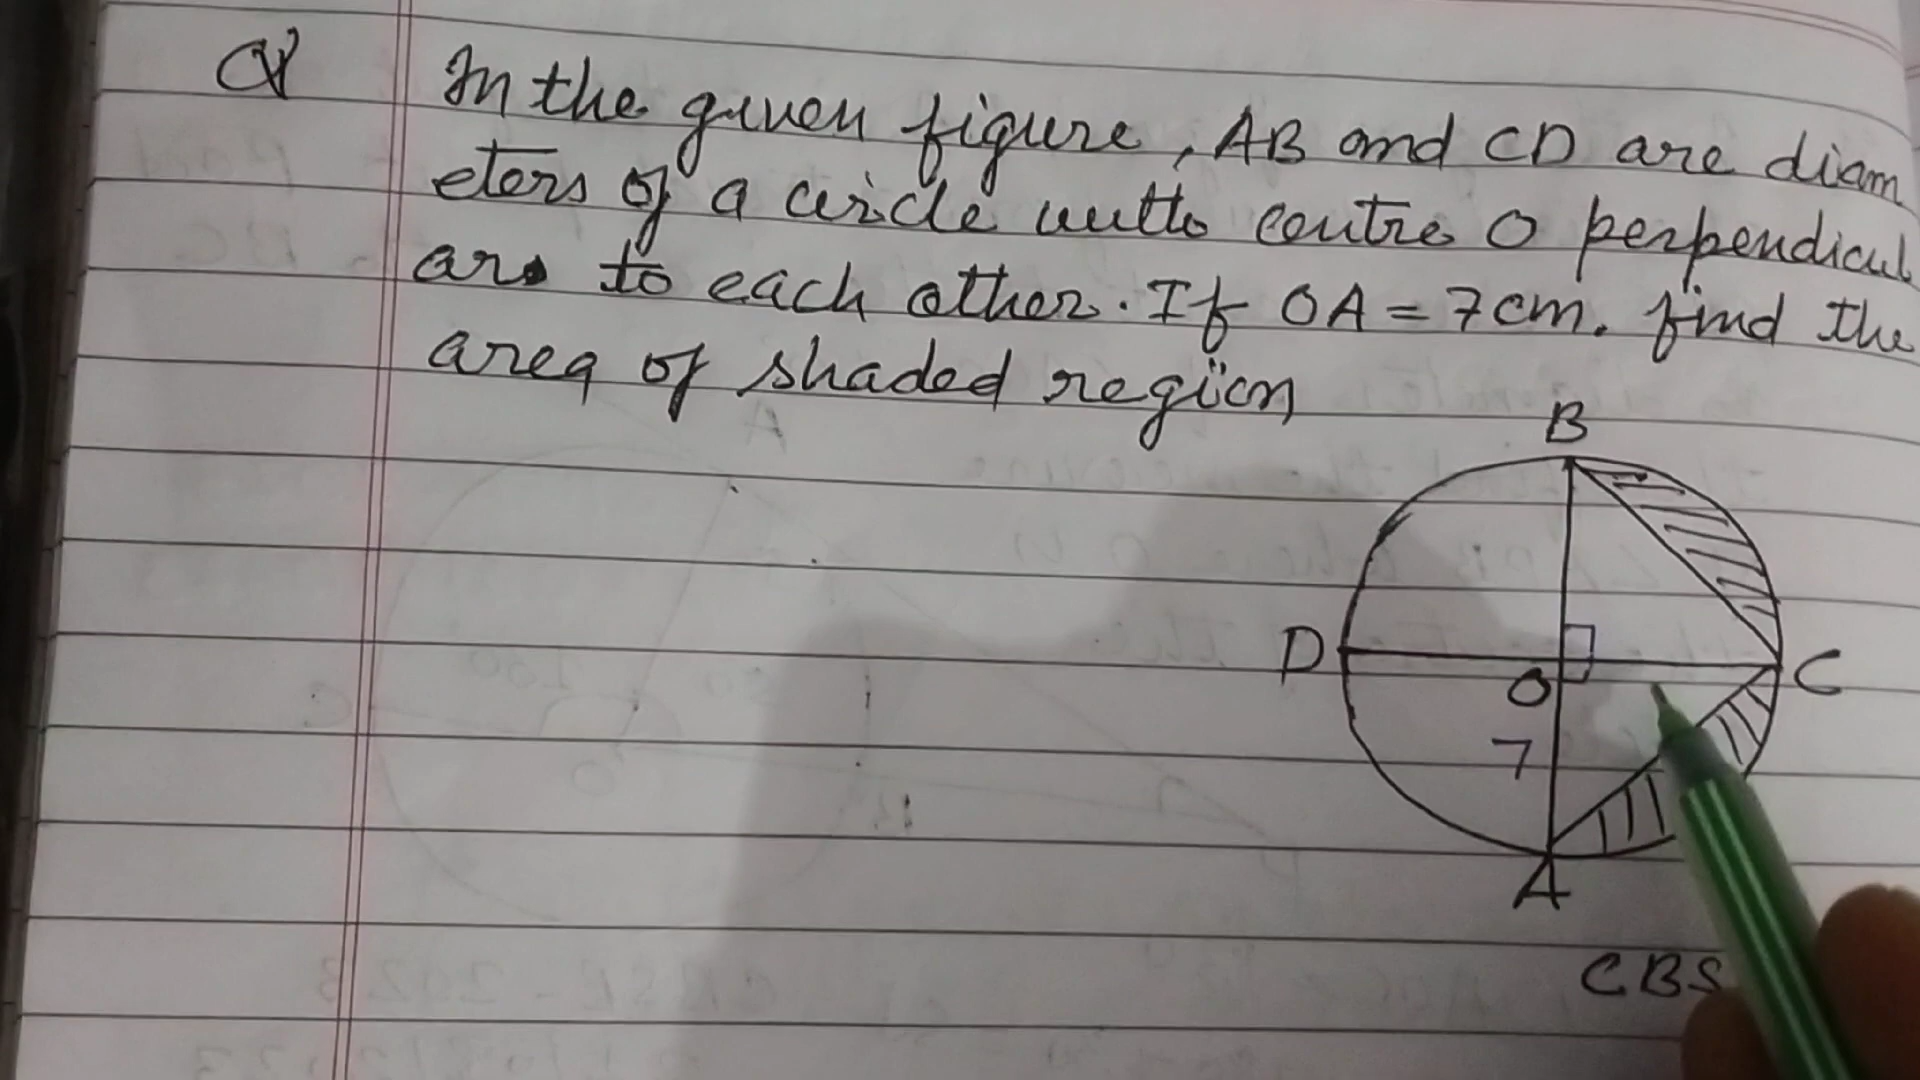 Q
In the given figure, AB and CD are diam
eters of a circle with centre O perpendicul
ar to each other. If OA = 7cm. find the
area of shaded region
B
D
O
C
7
A
CBS